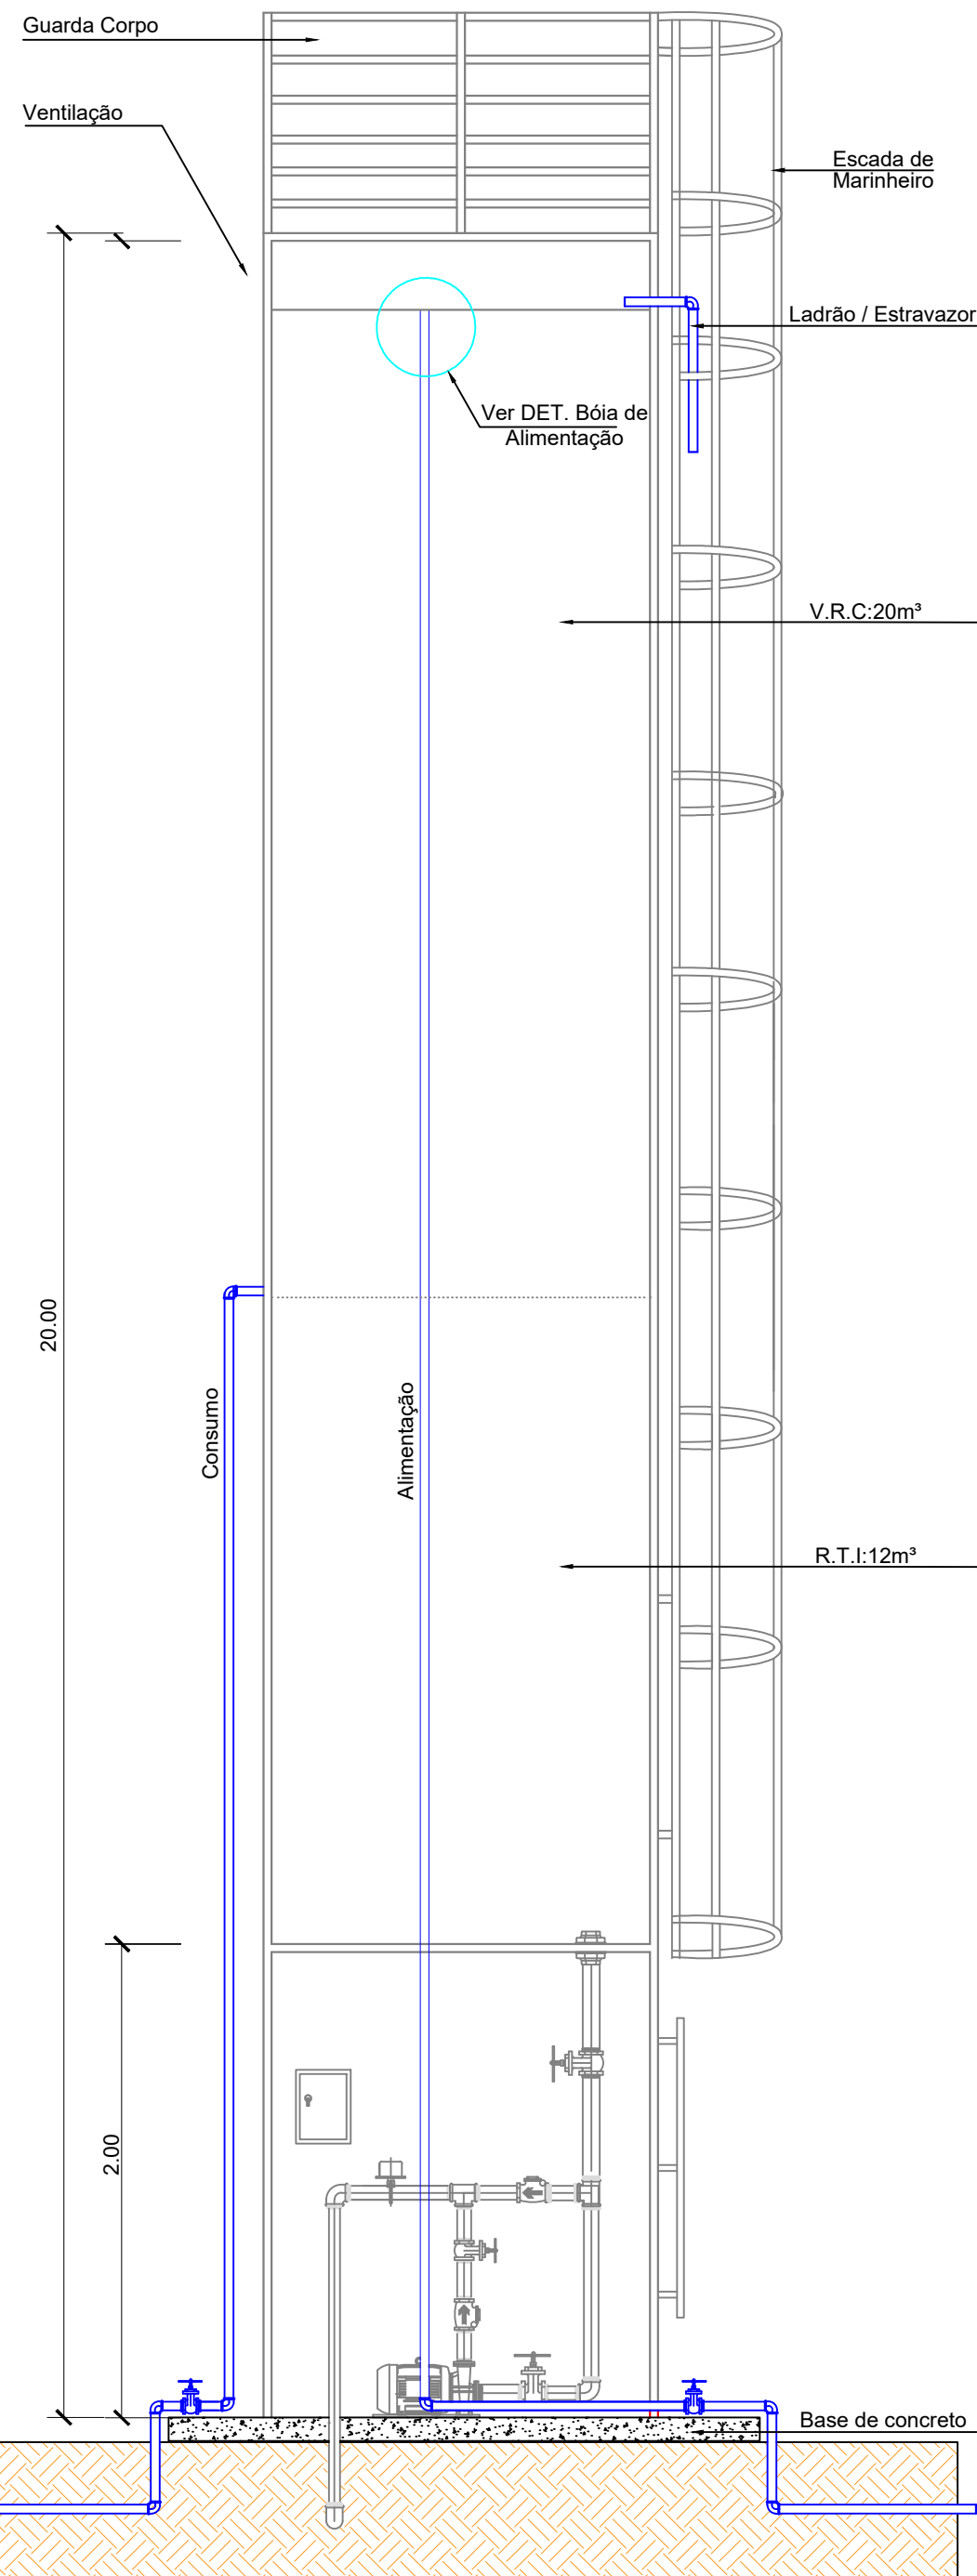 Guarda Corpo
Ventilação
Escada de
Marinheiro
Ladrão / Estravazor
Ver DET. Bóia de
Alimentação
V.R.C:20m³
20.00
Consumo
Alimentação
R.T.I:12m³
2.00
Base de concreto